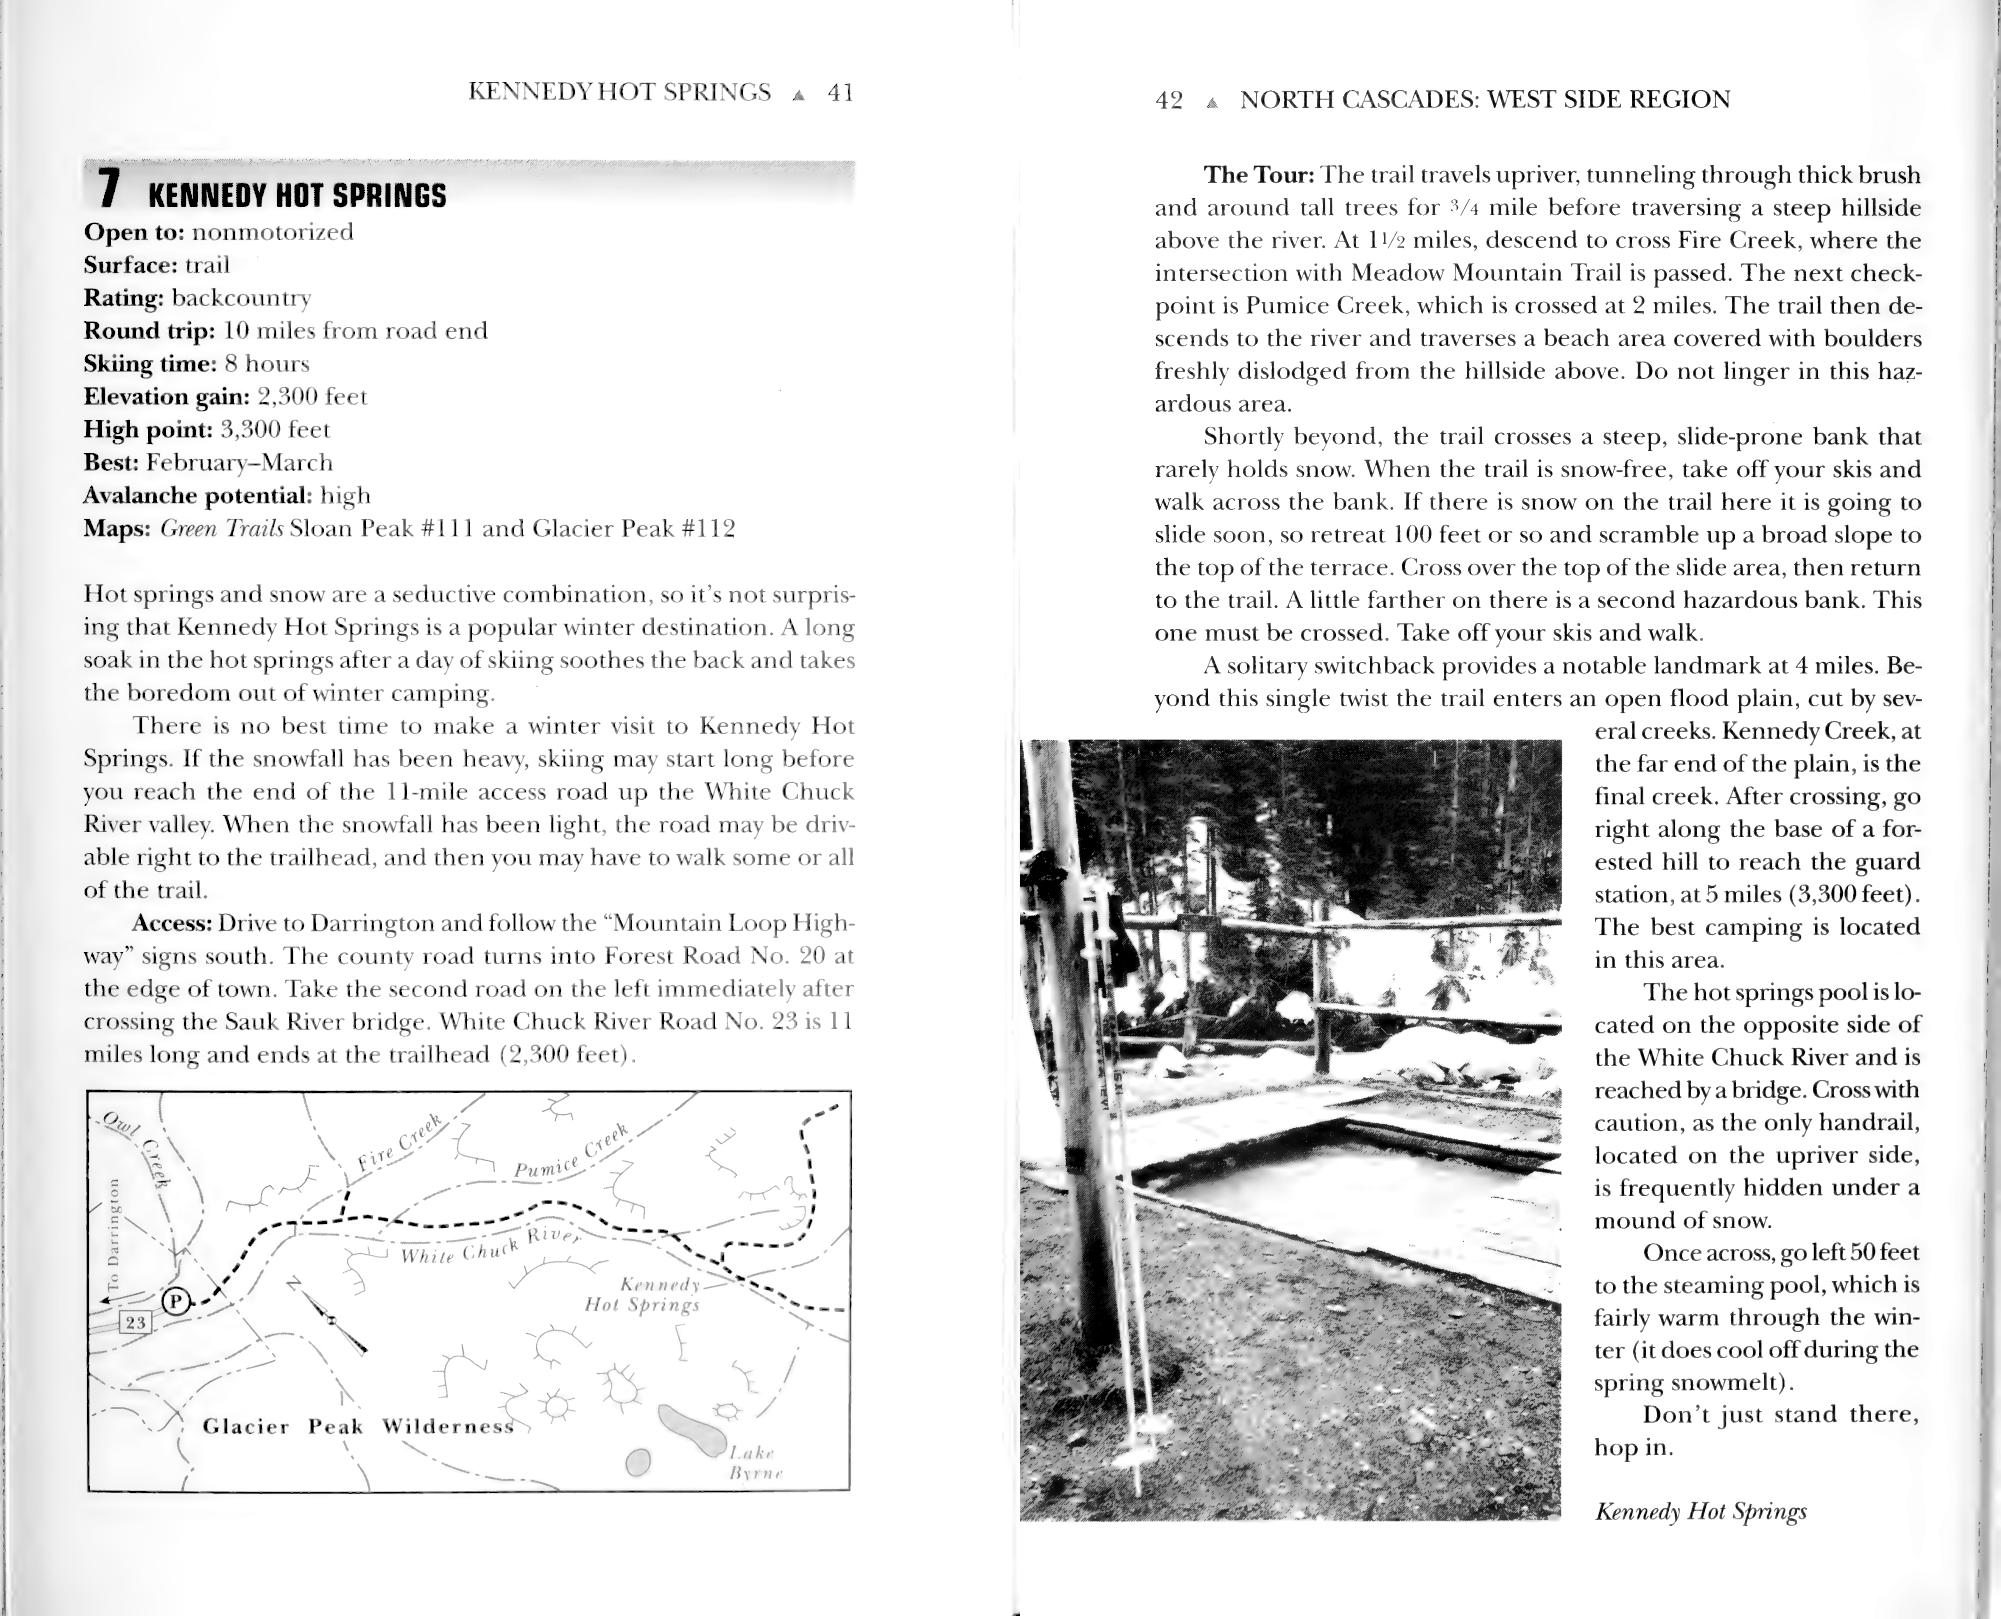 KENNEDY HOT SPRINGS ▲ 41
7 KENNEDY HOT SPRINGS
Open to: nonmotorized
Surface: trail
Rating: backcountry
Round trip: 10 miles from road end
Skiing time: 8 hours
Elevation gain: 2,300 feet
High point: 3,300 feet
Best: February–March
Avalanche potential: high
Maps: Green Trails Sloan Peak #111 and Glacier Peak #112
Hot springs and snow are a seductive combination, so it's not surpris-
ing that Kennedy Hot Springs is a popular winter destination. A long
soak in the hot springs after a day of skiing soothes the back and takes
the boredom out of winter camping.
There is no best time to make a winter visit to Kennedy Hot
Springs. If the snowfall has been heavy, skiing may start long before
you reach the end of the 11-mile access road up the White Chuck
River valley. When the snowfall has been light, the road may be driv-
able right to the trailhead, and then you may have to walk some or all
of the trail.
Access: Drive to Darrington and follow the “Mountain Loop High-
way” signs south. The county road turns into Forest Road No. 20 at
the edge of town. Take the second road on the left immediately after
crossing the Sauk River bridge. White Chuck River Road No. 23 is 11
miles long and ends at the trailhead (2,300 feet).
Owl Creek
Fire Creek
Pumice Creek
To Darrington
White Chuck River
P
23
N
Kennedy
Hot Springs
Glacier Peak Wilderness
Lake
Byrne
42 ▲ NORTH CASCADES: WEST SIDE REGION
The Tour: The trail travels upriver, tunneling through thick brush
and around tall trees for 3/4 mile before traversing a steep hillside
above the river. At 1 1/2 miles, descend to cross Fire Creek, where the
intersection with Meadow Mountain Trail is passed. The next check-
point is Pumice Creek, which is crossed at 2 miles. The trail then de-
scends to the river and traverses a beach area covered with boulders
freshly dislodged from the hillside above. Do not linger in this haz-
ardous area.
Shortly beyond, the trail crosses a steep, slide-prone bank that
rarely holds snow. When the trail is snow-free, take off your skis and
walk across the bank. If there is snow on the trail here it is going to
slide soon, so retreat 100 feet or so and scramble up a broad slope to
the top of the terrace. Cross over the top of the slide area, then return
to the trail. A little farther on there is a second hazardous bank. This
one must be crossed. Take off your skis and walk.
A solitary switchback provides a notable landmark at 4 miles. Be-
yond this single twist the trail enters an open flood plain, cut by sev-
eral creeks. Kennedy Creek, at
the far end of the plain, is the
final creek. After crossing, go
right along the base of a for-
ested hill to reach the guard
station, at 5 miles (3,300 feet).
The best camping is located
in this area.
The hot springs pool is lo-
cated on the opposite side of
the White Chuck River and is
reached by a bridge. Cross with
caution, as the only handrail,
located on the upriver side,
is frequently hidden under a
mound of snow.
Once across, go left 50 feet
to the steaming pool, which is
fairly warm through the win-
ter (it does cool off during the
spring snowmelt).
Don't just stand there,
hop in.
Kennedy Hot Springs